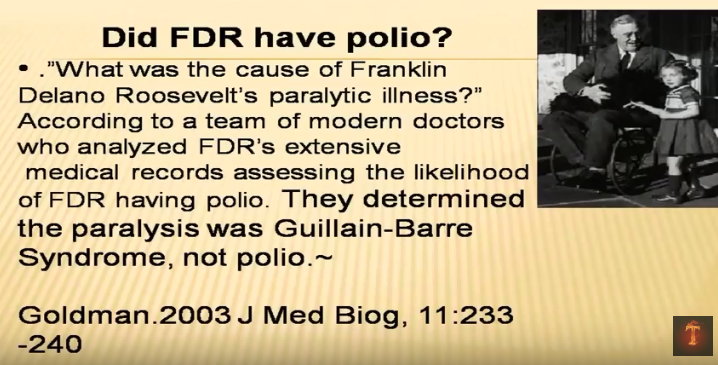 Did FDR have polio?
• ."What was the cause of Franklin
Delano Roosevelt's paralytic illness?"
According to a team of modern doctors
who analyzed FDR's extensive
medical records assessing the likelihood
of FDR having polio. They determined
the paralysis was Guillain-Barre
Syndrome, not polio.~
Goldman.2003 J Med Biog, 11:233
-240
T